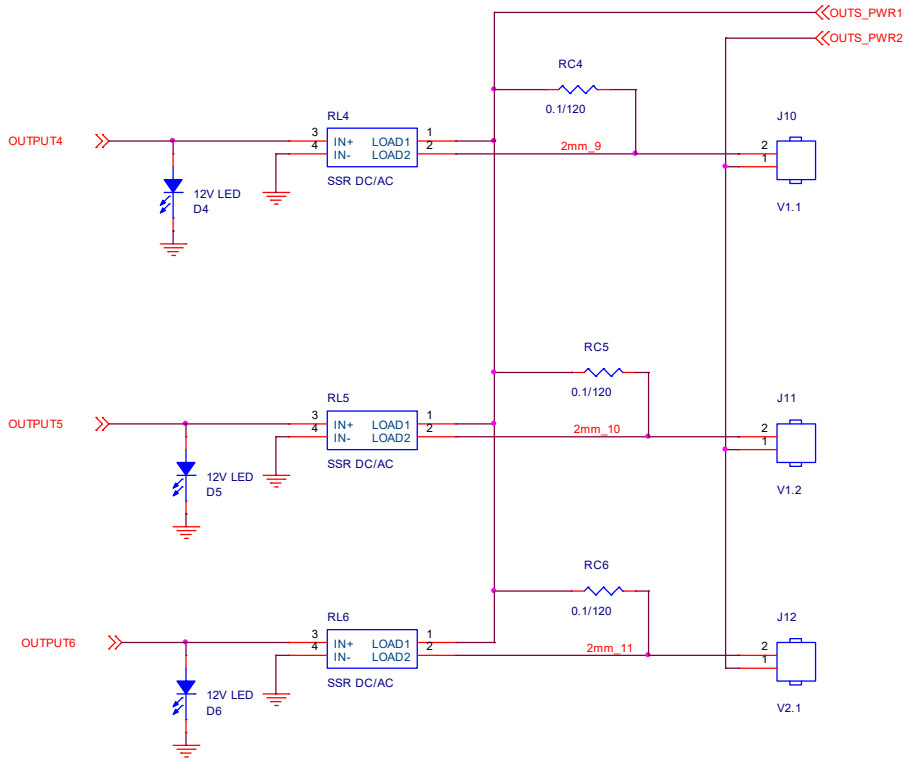 OUTS_PWR1
OUTS_PWR2
RC4
0.1/120
RL4
J10
OUTPUT4
3 IN+ LOAD1 1
4 IN- LOAD2 2
2mm_9
2
1
SSR DC/AC
12V LED
D4
V1.1
RC5
0.1/120
RL5
J11
OUTPUT5
3 IN+ LOAD1 1
4 IN- LOAD2 2
2mm_10
2
1
SSR DC/AC
12V LED
D5
V1.2
RC6
0.1/120
RL6
J12
OUTPUT6
3 IN+ LOAD1 1
4 IN- LOAD2 2
2mm_11
2
1
SSR DC/AC
12V LED
D6
V2.1